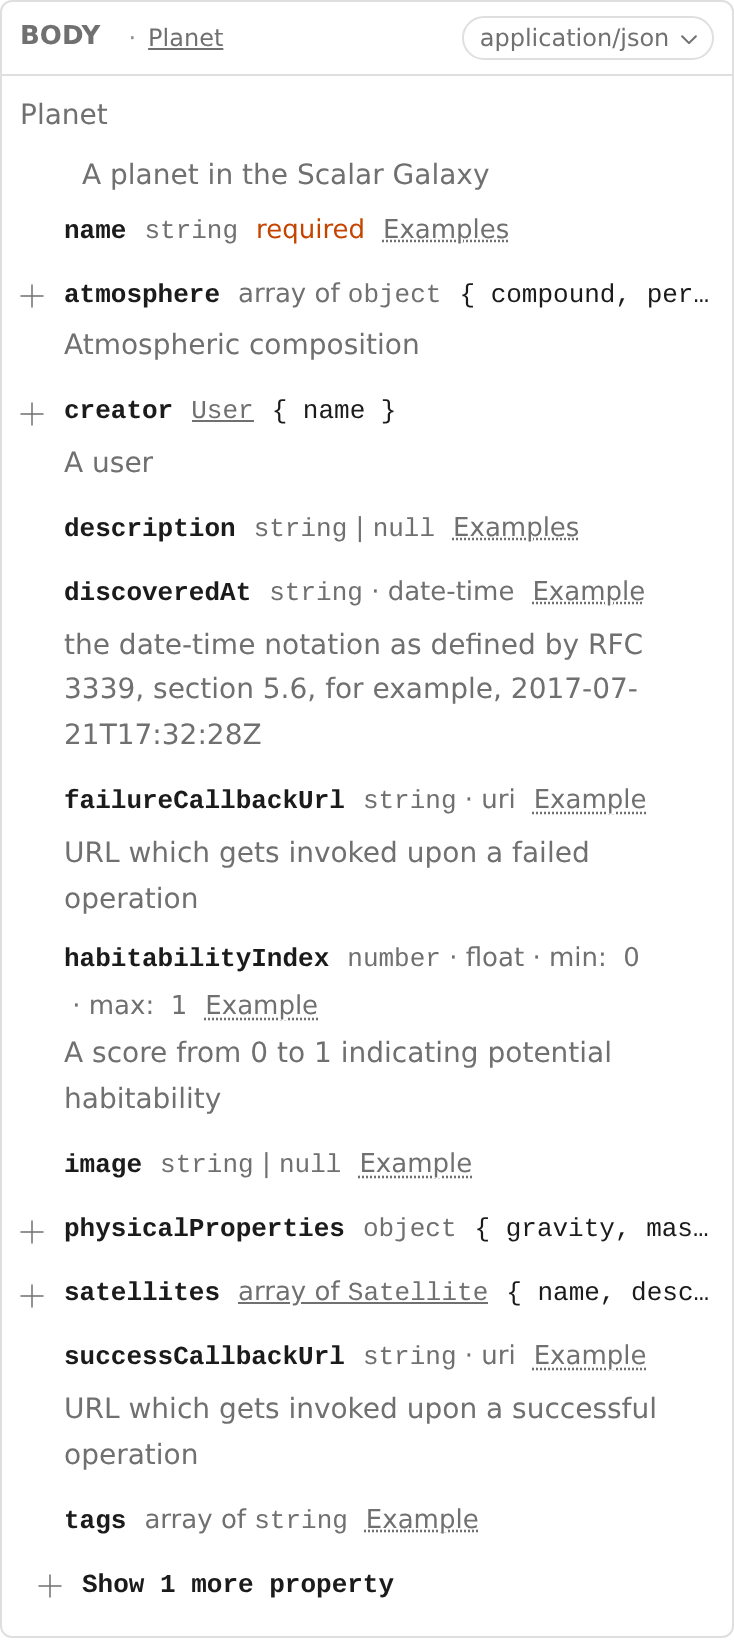 BODY · Planet application/json
Planet
A planet in the Scalar Galaxy
name string required Examples
atmosphere array of object { compound, per…
Atmospheric composition
creator User { name }
A user
description string | null Examples
discoveredAt string · date-time Example
the date-time notation as defined by RFC
3339, section 5.6, for example, 2017-07-
21T17:32:28Z
failureCallbackUrl string · uri Example
URL which gets invoked upon a failed
operation
habitabilityIndex number · float · min: 0
· max: 1 Example
A score from 0 to 1 indicating potential
habitability
image string | null Example
physicalProperties object { gravity, mas…
satellites array of Satellite { name, desc…
successCallbackUrl string · uri Example
URL which gets invoked upon a successful
operation
tags array of string Example
Show 1 more property